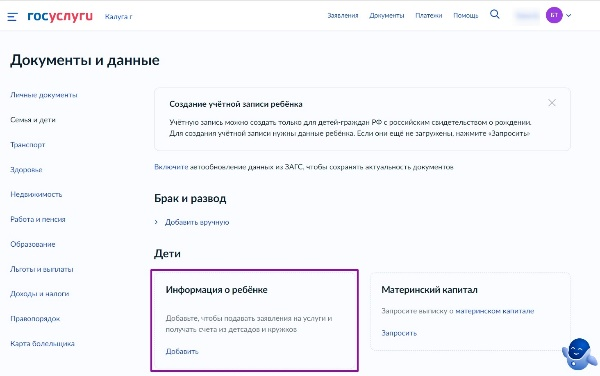 госуслуги Калуга г Заявления Документы Платежи Помощь БТ
Документы и данные
Личные документы
Семья и дети
Транспорт
Здоровье
Недвижимость
Работа и пенсия
Образование
Льготы и выплаты
Доходы и налоги
Правопорядок
Карта болельщика
Создание учётной записи ребёнка
Учётную запись можно создать только для детей-граждан РФ с российским свидетельством о рождении.
Для создания учётной записи нужны данные ребёнка. Если они ещё не загружены, нажмите «Запросить»
Включите автообновление данных из ЗАГС, чтобы сохранять актуальность документов
Брак и развод
Добавить вручную
Дети
Информация о ребёнке
Добавьте, чтобы подавать заявления на услуги и
получать счета из детсадов и кружков
Добавить
Материнский капитал
Запросите выписку о материнском капитале
Запросить